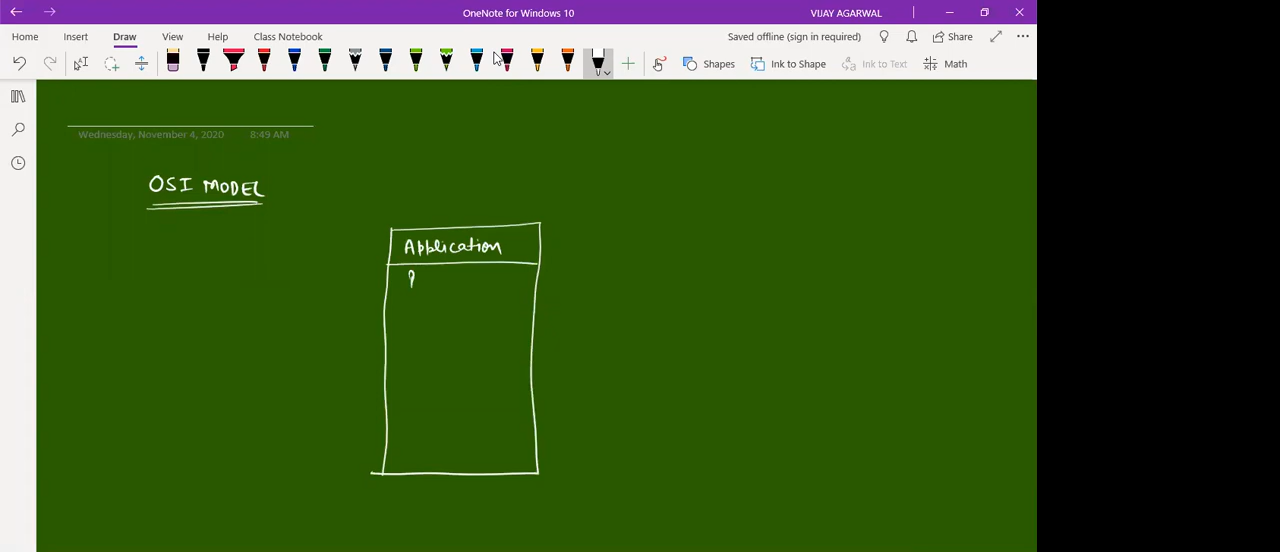 OneNote for Windows 10
VIJAY AGARWAL
Home Insert Draw View Help Class Notebook
Saved offline (sign in required) Share
Shapes Ink to Shape Ink to Text Math
Wednesday, November 4, 2020 8:49 AM
OSI MODEL
Application
P